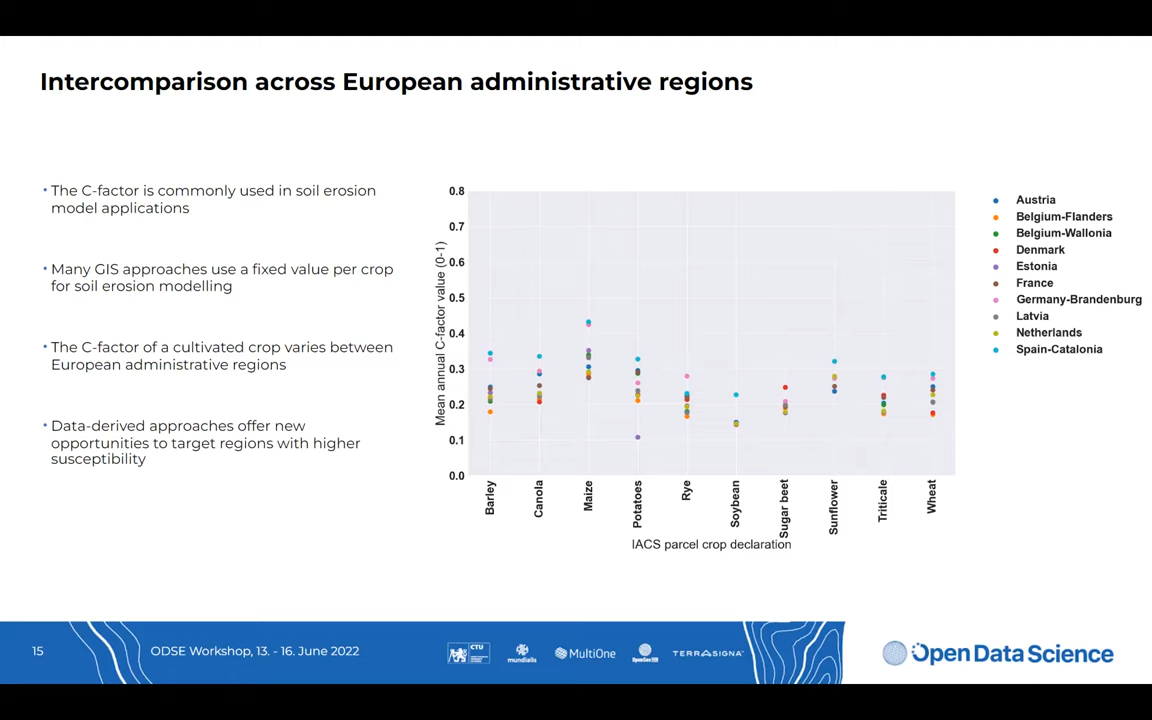 Intercomparison across European administrative regions
• The C-factor is commonly used in soil erosion
model applications
• Many GIS approaches use a fixed value per crop
for soil erosion modelling
• The C-factor of a cultivated crop varies between
European administrative regions
• Data-derived approaches offer new
opportunities to target regions with higher
susceptibility
Mean annual C-factor value (0-1)
0.8
0.7
0.6
0.5
0.4
0.3
0.2
0.1
0.0
Barley
Canola
Maize
Potatoes
Rye
Soybean
Sugar beet
Sunflower
Triticale
Wheat
IACS parcel crop declaration
Austria
Belgium-Flanders
Belgium-Wallonia
Denmark
Estonia
France
Germany-Brandenburg
Latvia
Netherlands
Spain-Catalonia
15
ODSE Workshop, 13. - 16. June 2022
CTU
mundialis
MultiOne
TERRASIGNA
Open Data Science